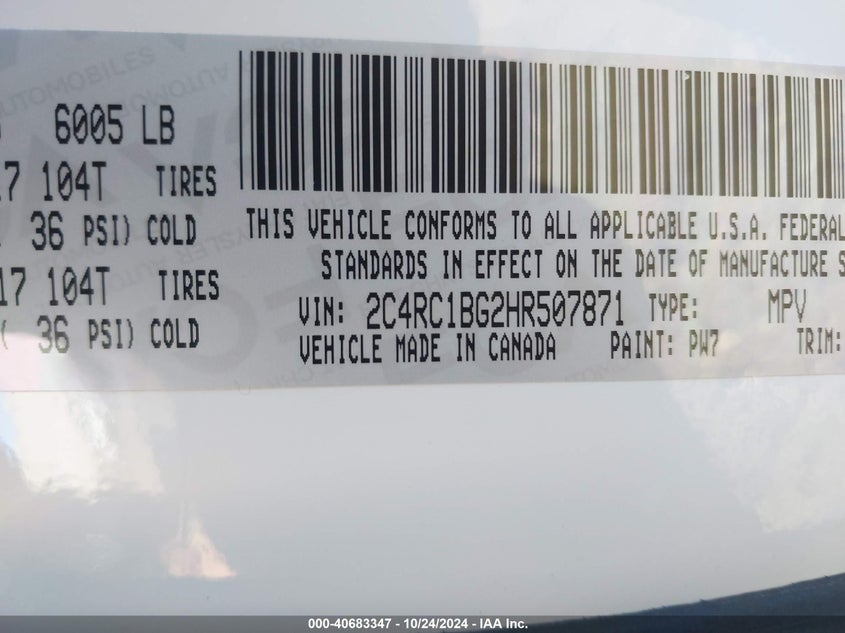 6005 LB
17 104T TIRES
36 PSI) COLD
17 104T TIRES
( 36 PSI) COLD
THIS VEHICLE CONFORMS TO ALL APPLICABLE U.S.A. FEDERAL
STANDARDS IN EFFECT ON THE DATE OF MANUFACTURE S
VIN: 2C4RC1BG2HR507871 TYPE: MPV
VEHICLE MADE IN CANADA PAINT: PW7 TRIM:
000-40683347 - 10/24/2024 - IAA Inc.